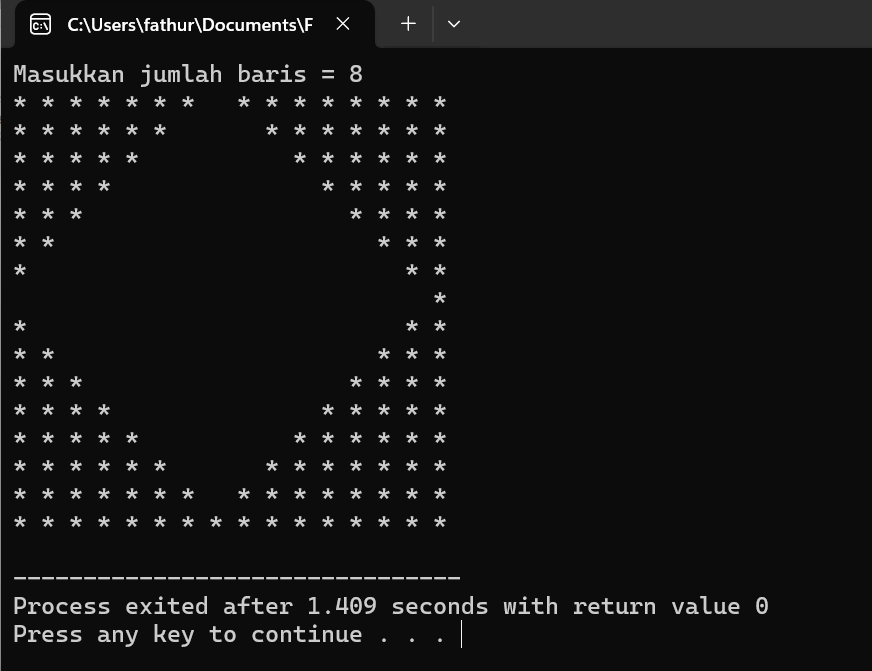 C:\Users\fathur\Documents\F
Masukkan jumlah baris = 8
* * * * * * *   * * * * * * * *
* * * * * *       * * * * * * *
* * * * *           * * * * * *
* * * *               * * * * *
* * *                   * * * *
* *                       * * *
*                           * *
                              *
*                           * *
* *                       * * *
* * *                   * * * *
* * * *               * * * * *
* * * * *           * * * * * *
* * * * * *       * * * * * * *
* * * * * * *   * * * * * * * *
* * * * * * * * * * * * * * * *
--------------------------------
Process exited after 1.409 seconds with return value 0
Press any key to continue . . .